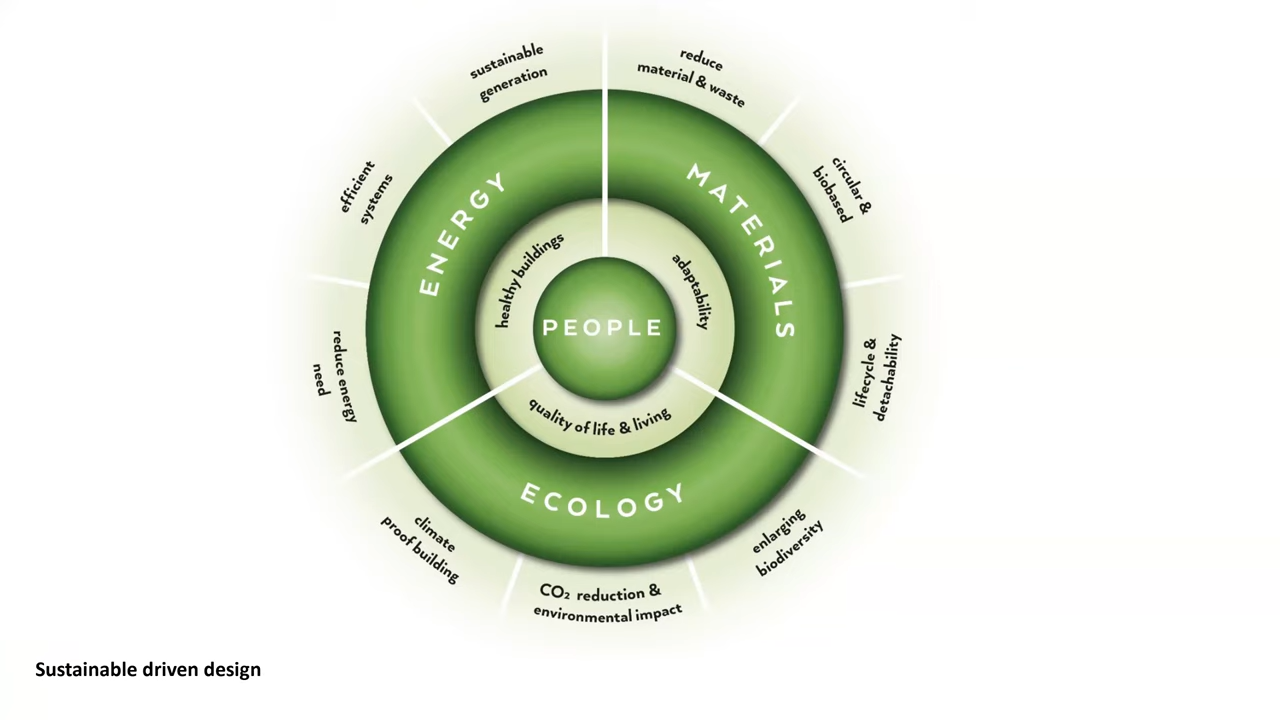 sustainable
generation
reduce
material & waste
efficient
systems
circular &
biobased
ENERGY
MATERIALS
healthy buildings
adaptability
PEOPLE
reduce energy
need
lifecycle &
detachability
quality of life & living
ECOLOGY
climate
proof building
enlarging
biodiversity
CO₂ reduction &
environmental impact
Sustainable driven design